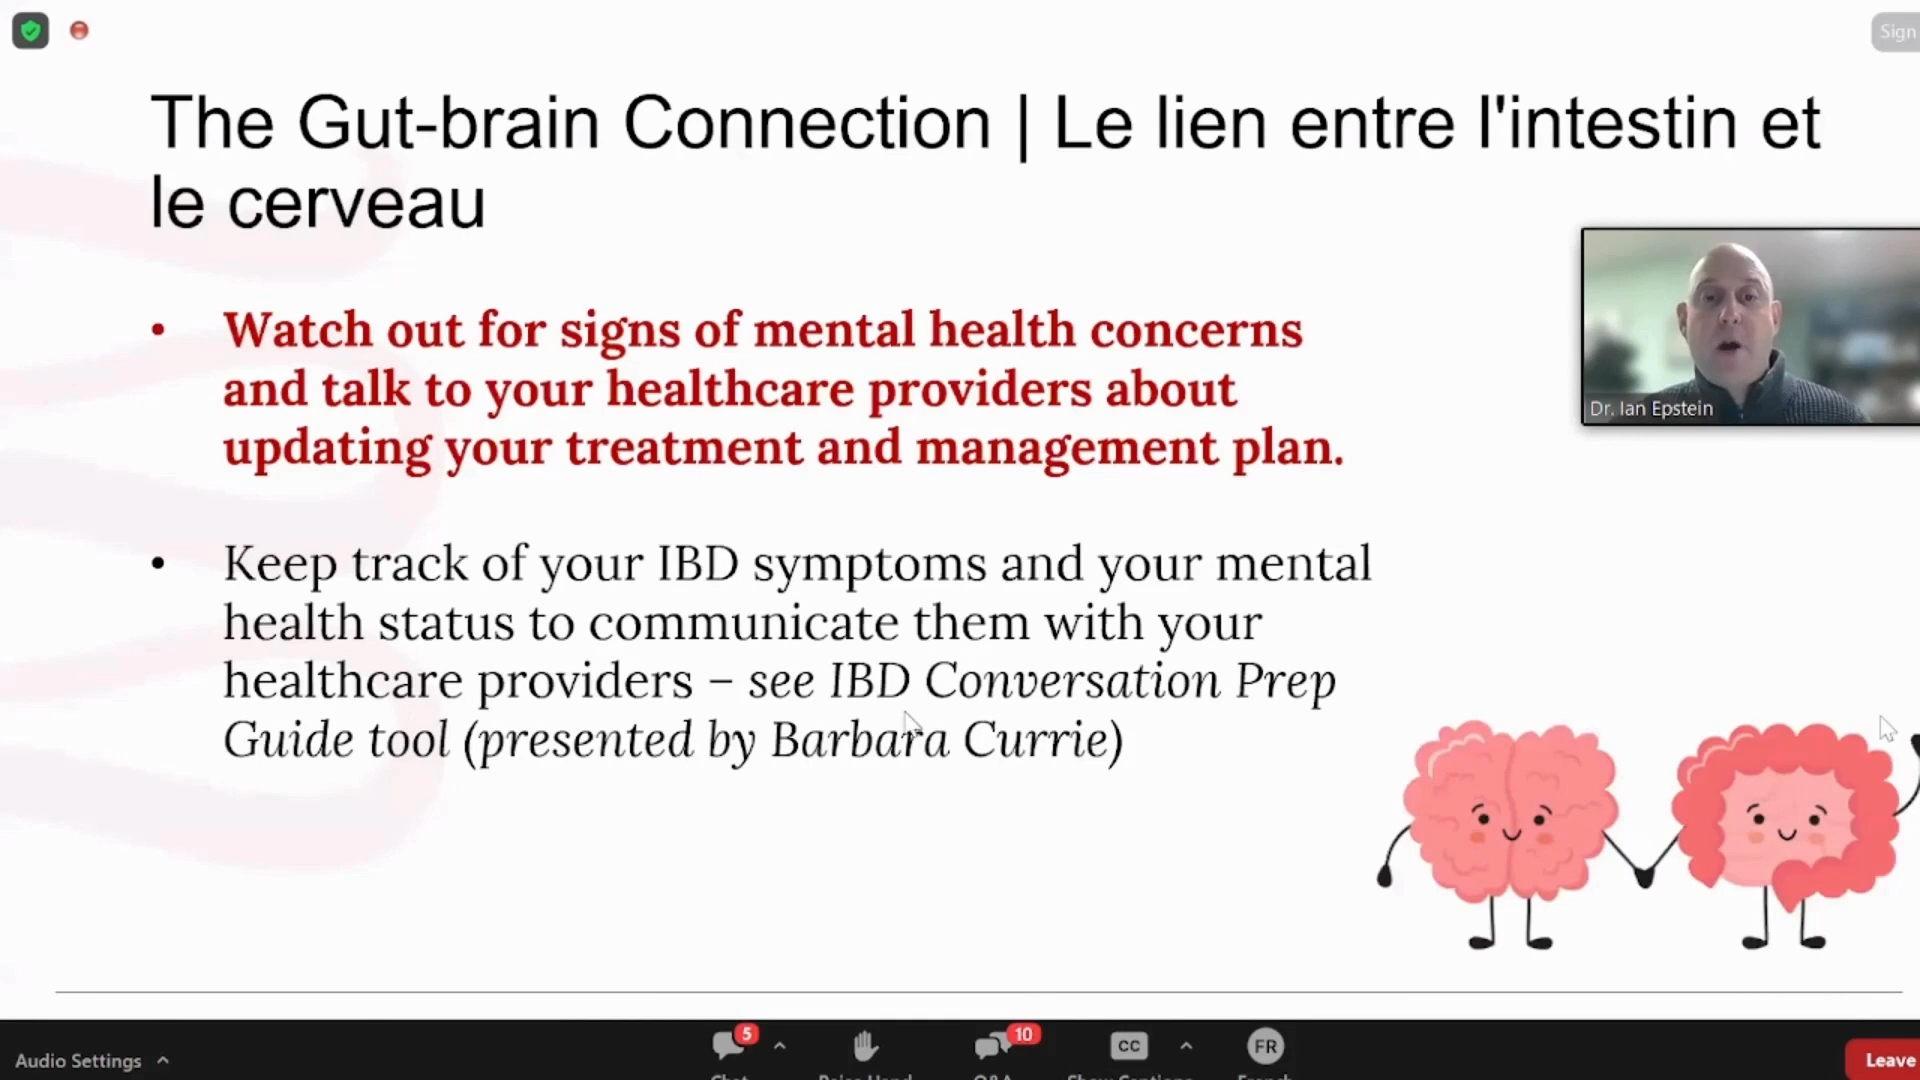 Sign
The Gut-brain Connection | Le lien entre l'intestin et
le cerveau
• Watch out for signs of mental health concerns
and talk to your healthcare providers about
updating your treatment and management plan.
Dr. Ian Epstein
• Keep track of your IBD symptoms and your mental
health status to communicate them with your
healthcare providers – see IBD Conversation Prep
Guide tool (presented by Barbara Currie)
Audio Settings
5
10
CC
FR
Chat
Raise Hand
Q&A
Show Captions
French
Leave